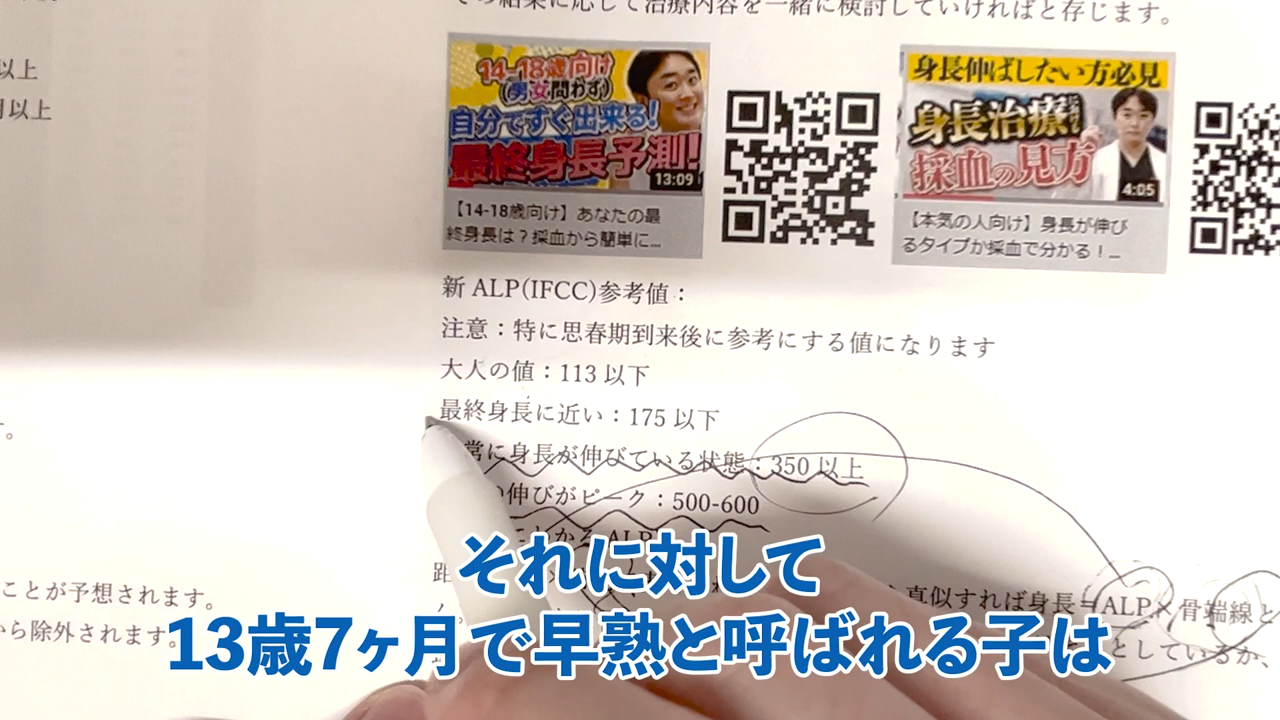 その結果に応じて治療内容を一緒に検討していければと存じます。
以上
月以上
14-18歳向け
(男女問わず)
自分ですぐ出来る!
最終身長予測!
13:09
【14-18歳向け】あなたの最
終身長は?採血から簡単に...
身長伸ばしたい方必見
身長治療
採血の見方
4:05
【本気の人向け】身長が伸び
るタイプか採血で分かる!...
新 ALP(IFCC)参考値:
注意:特に思春期到来後に参考にする値になります
大人の値:113 以下
最終身長に近い:175 以下
常に身長が伸びている状態:350 以上
の伸びがピーク:500-600
す。
ことが予想されます。
から除外されます。
真似すれば身長=ALP×骨端線と
としているか、
それに対して
13歳7ヶ月で早熟と呼ばれる子は